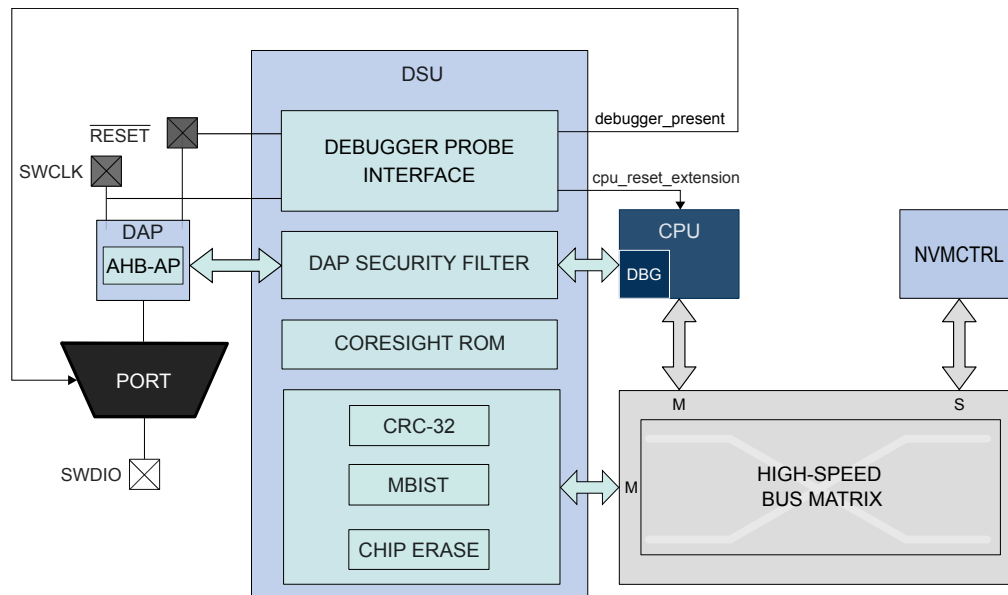 DSU
debugger_present
RESET
DEBUGGER PROBE
INTERFACE
SWCLK
cpu_reset_extension
DAP
AHB-AP
DAP SECURITY FILTER
CPU
DBG
NVMCTRL
CORESIGHT ROM
PORT
M
S
CRC-32
SWDIO
MBIST
M
HIGH-SPEED
BUS MATRIX
CHIP ERASE